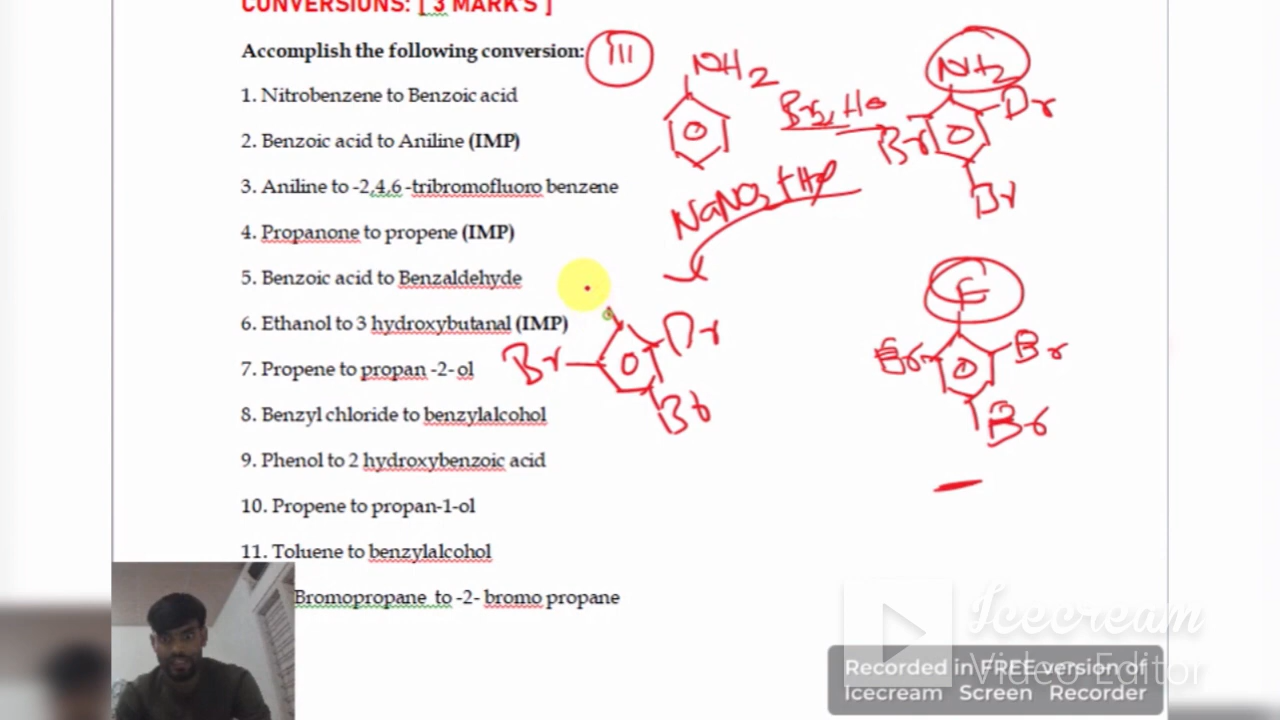 CONVERSIONS: [ 3 MARK'S ]
Accomplish the following conversion:
III
1. Nitrobenzene to Benzoic acid
2. Benzoic acid to Aniline (IMP)
3. Aniline to -2,4,6 -tribromofluoro benzene
4. Propanone to propene (IMP)
5. Benzoic acid to Benzaldehyde
6. Ethanol to 3 hydroxybutanal (IMP)
7. Propene to propan -2- ol
8. Benzyl chloride to benzylalcohol
9. Phenol to 2 hydroxybenzoic acid
10. Propene to propan-1-ol
11. Toluene to benzylalcohol
Bromopropane to -2- bromo propane
NH2
Br2, H2O
NH2
Br
Br
Br
NaNO2 +
Br
Br
Br
F
Br
Br
Br
Icecream
Video Editor
Recorded in FREE version of
Icecream Screen Recorder